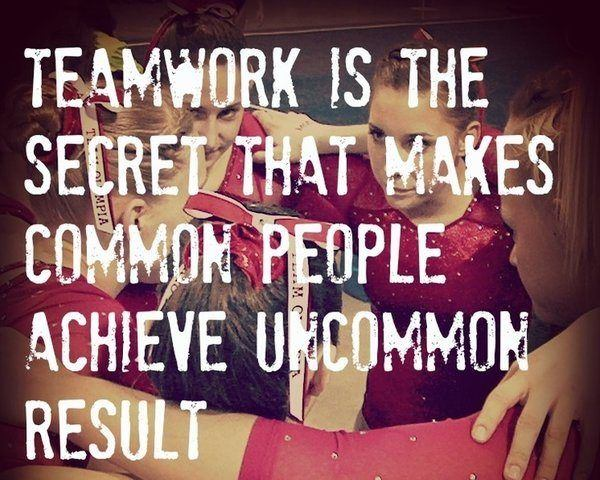 TEAMWORK IS THE
SECRET THAT MAKES
COMMON PEOPLE
ACHIEVE UNCOMMON
RESULT